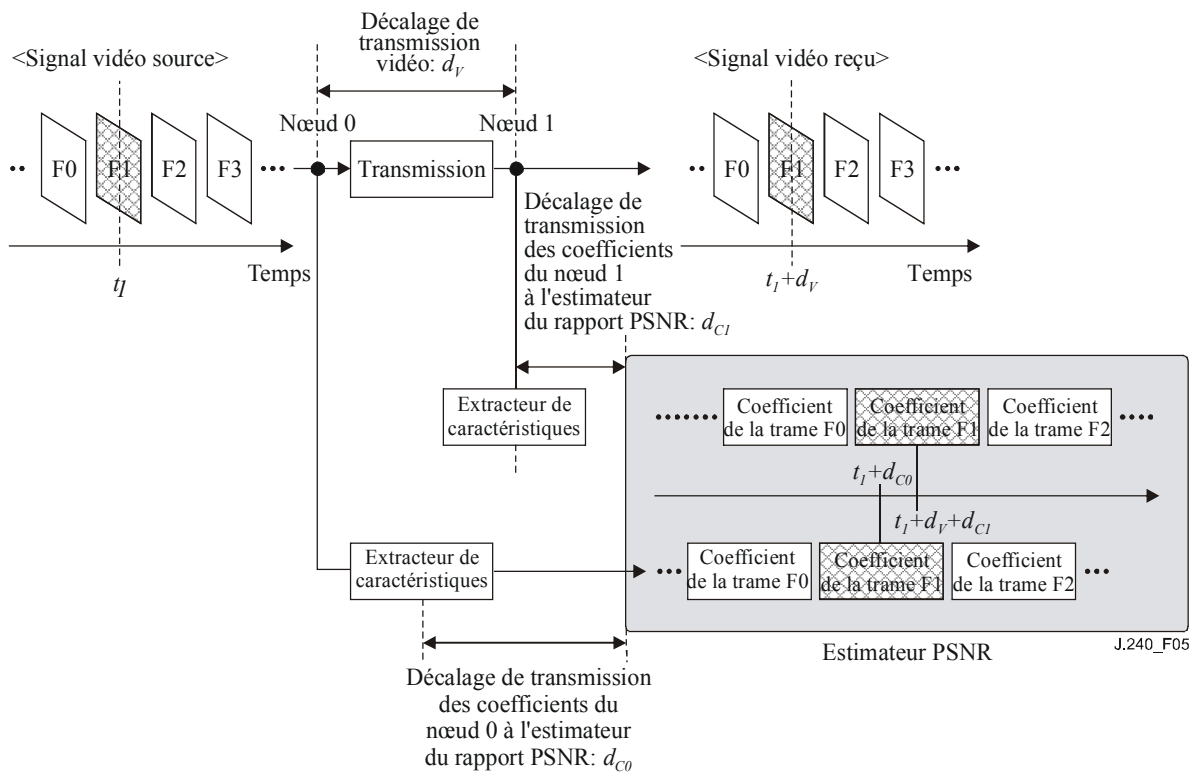 Décalage de
transmission
vidéo: dV
<Signal vidéo source>
<Signal vidéo reçu>
Nœud 0
Nœud 1
•• F0 F1 F2 F3 •••
Transmission
•• F0 F1 F2 F3 •••
Temps
t1
Décalage de
transmission
des coefficients
du nœud 1
à l'estimateur
du rapport PSNR: dC1
Temps
t1+dV
Extracteur de
caractéristiques
••••••• Coefficient
de la trame F0
Coefficient
de la trame F1
Coefficient
de la trame F2 ••••
t1+dC0
t1+dV+dC1
Extracteur de
caractéristiques
••• Coefficient
de la trame F0
Coefficient
de la trame F1
Coefficient
de la trame F2 •••
Estimateur PSNR
J.240_F05
Décalage de transmission
des coefficients du
nœud 0 à l'estimateur
du rapport PSNR: dC0